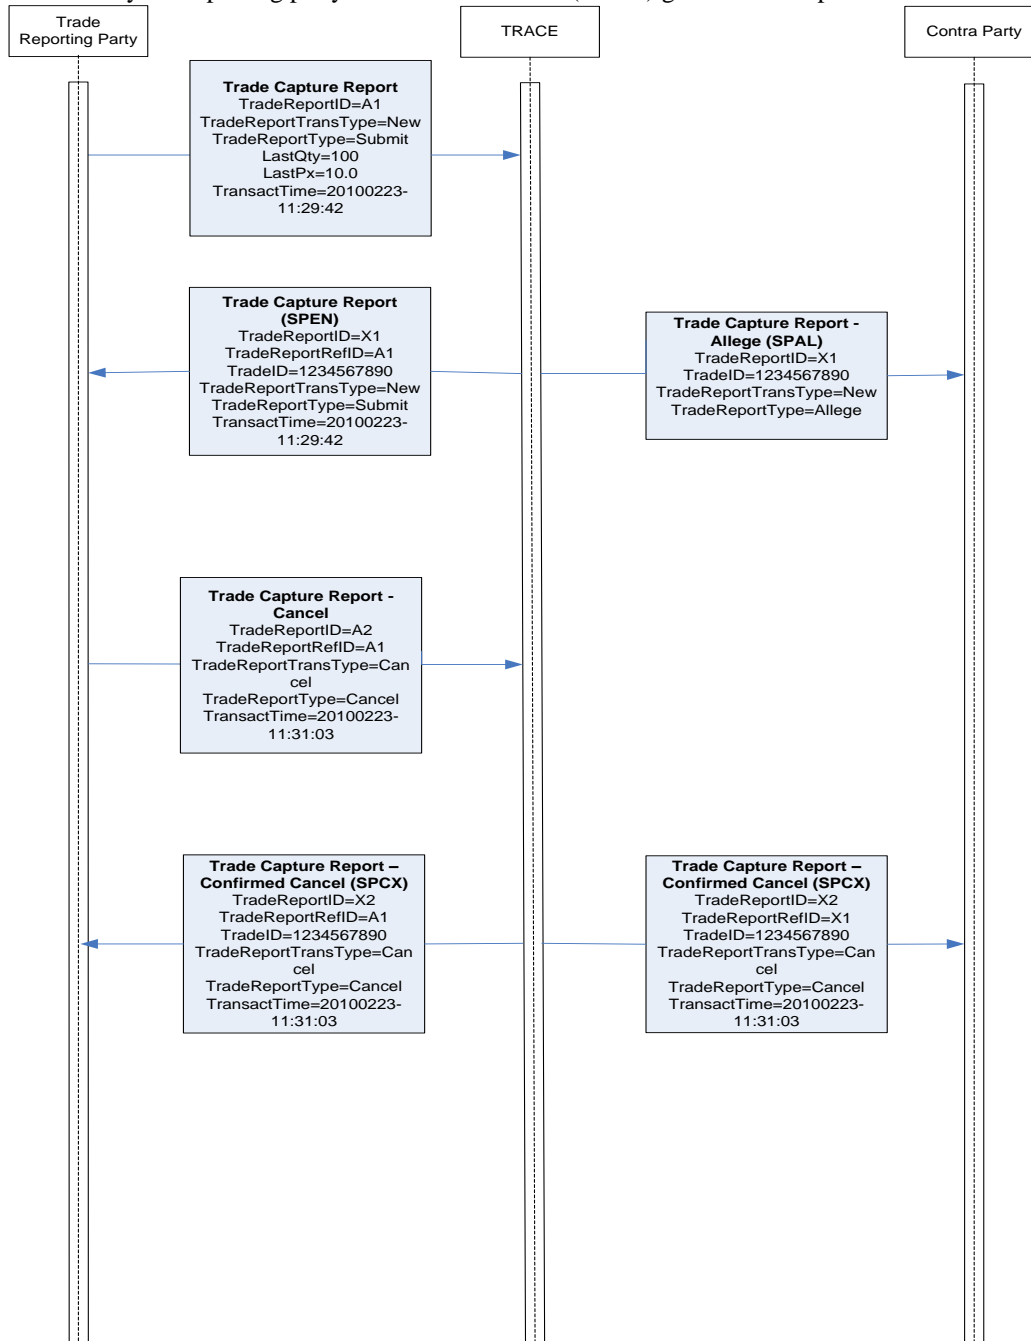 Trade
Reporting Party
TRACE
Contra Party
Trade Capture Report
TradeReportID=A1
TradeReportTransType=New
TradeReportType=Submit
LastQty=100
LastPx=10.0
TransactTime=20100223-
11:29:42
Trade Capture Report
(SPEN)
TradeReportID=X1
TradeReportRefID=A1
TradeID=1234567890
TradeReportTransType=New
TradeReportType=Submit
TransactTime=20100223-
11:29:42
Trade Capture Report -
Allege (SPAL)
TradeReportID=X1
TradeID=1234567890
TradeReportTransType=New
TradeReportType=Allege
Trade Capture Report -
Cancel
TradeReportID=A2
TradeReportRefID=A1
TradeReportTransType=Can
cel
TradeReportType=Cancel
TransactTime=20100223-
11:31:03
Trade Capture Report –
Confirmed Cancel (SPCX)
TradeReportID=X2
TradeReportRefID=A1
TradeID=1234567890
TradeReportTransType=Can
cel
TradeReportType=Cancel
TransactTime=20100223-
11:31:03
Trade Capture Report –
Confirmed Cancel (SPCX)
TradeReportID=X2
TradeReportRefID=X1
TradeID=1234567890
TradeReportTransType=Can
cel
TradeReportType=Cancel
TransactTime=20100223-
11:31:03